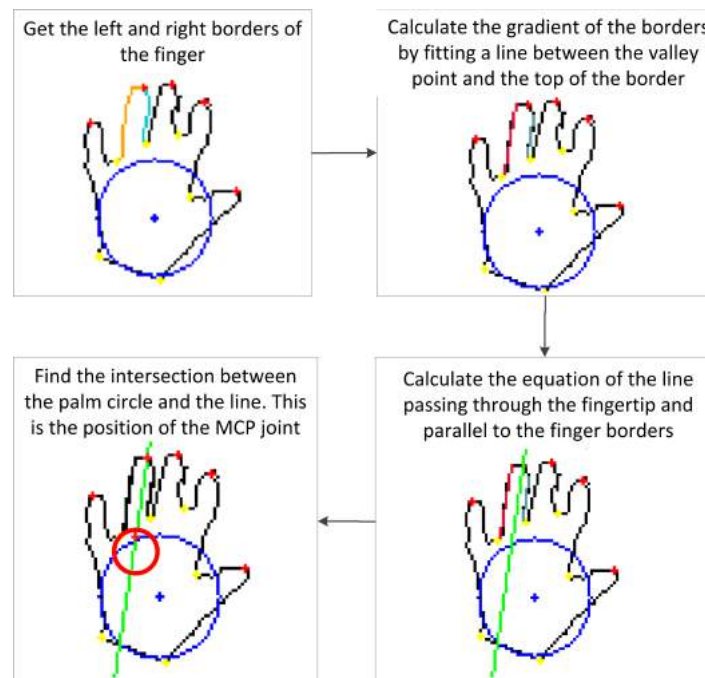 Get the left and right borders of
the finger
Calculate the gradient of the borders
by fitting a line between the valley
point and the top of the border
Find the intersection between
the palm circle and the line. This
is the position of the MCP joint
Calculate the equation of the line
passing through the fingertip and
parallel to the finger borders